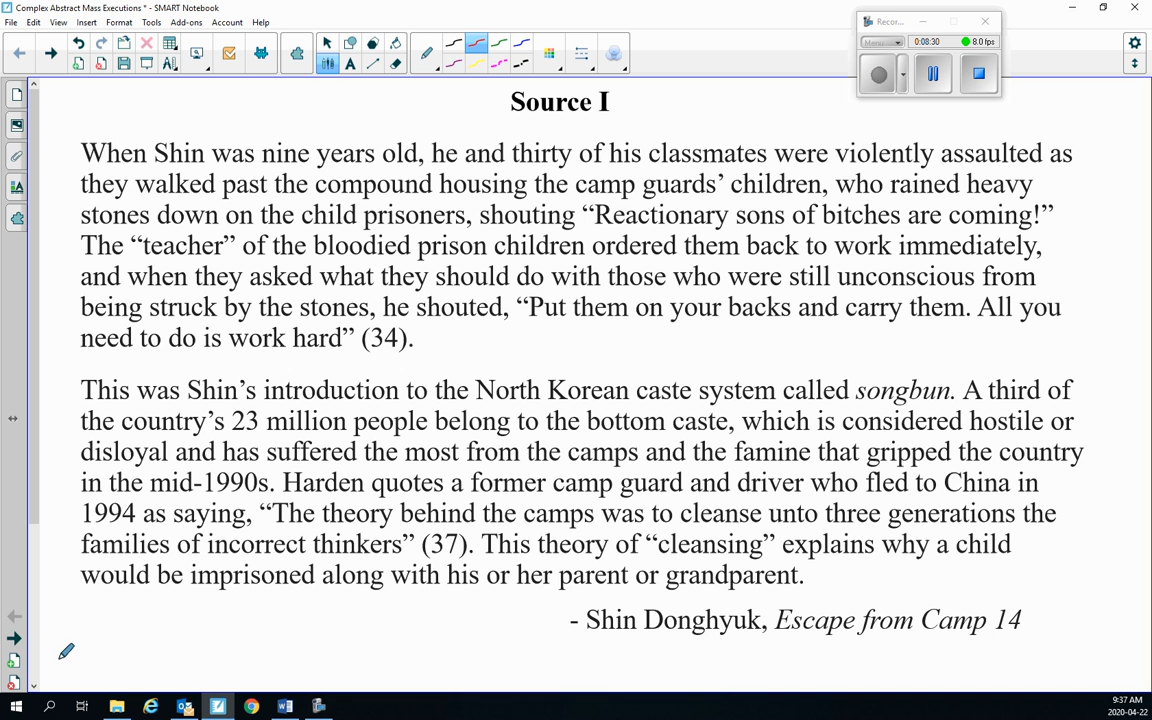 Complex Abstract Mass Executions * - SMART Notebook
File Edit View Insert Format Tools Add-ons Account Help
Recor...
Menu
0:08:30
8.0 fps
Source I
When Shin was nine years old, he and thirty of his classmates were violently assaulted as
they walked past the compound housing the camp guards’ children, who rained heavy
stones down on the child prisoners, shouting “Reactionary sons of bitches are coming!”
The “teacher” of the bloodied prison children ordered them back to work immediately,
and when they asked what they should do with those who were still unconscious from
being struck by the stones, he shouted, “Put them on your backs and carry them. All you
need to do is work hard” (34).
This was Shin’s introduction to the North Korean caste system called songbun. A third of
the country’s 23 million people belong to the bottom caste, which is considered hostile or
disloyal and has suffered the most from the camps and the famine that gripped the country
in the mid-1990s. Harden quotes a former camp guard and driver who fled to China in
1994 as saying, “The theory behind the camps was to cleanse unto three generations the
families of incorrect thinkers” (37). This theory of “cleansing” explains why a child
would be imprisoned along with his or her parent or grandparent.
- Shin Donghyuk, Escape from Camp 14
9:37 AM
2020-04-22